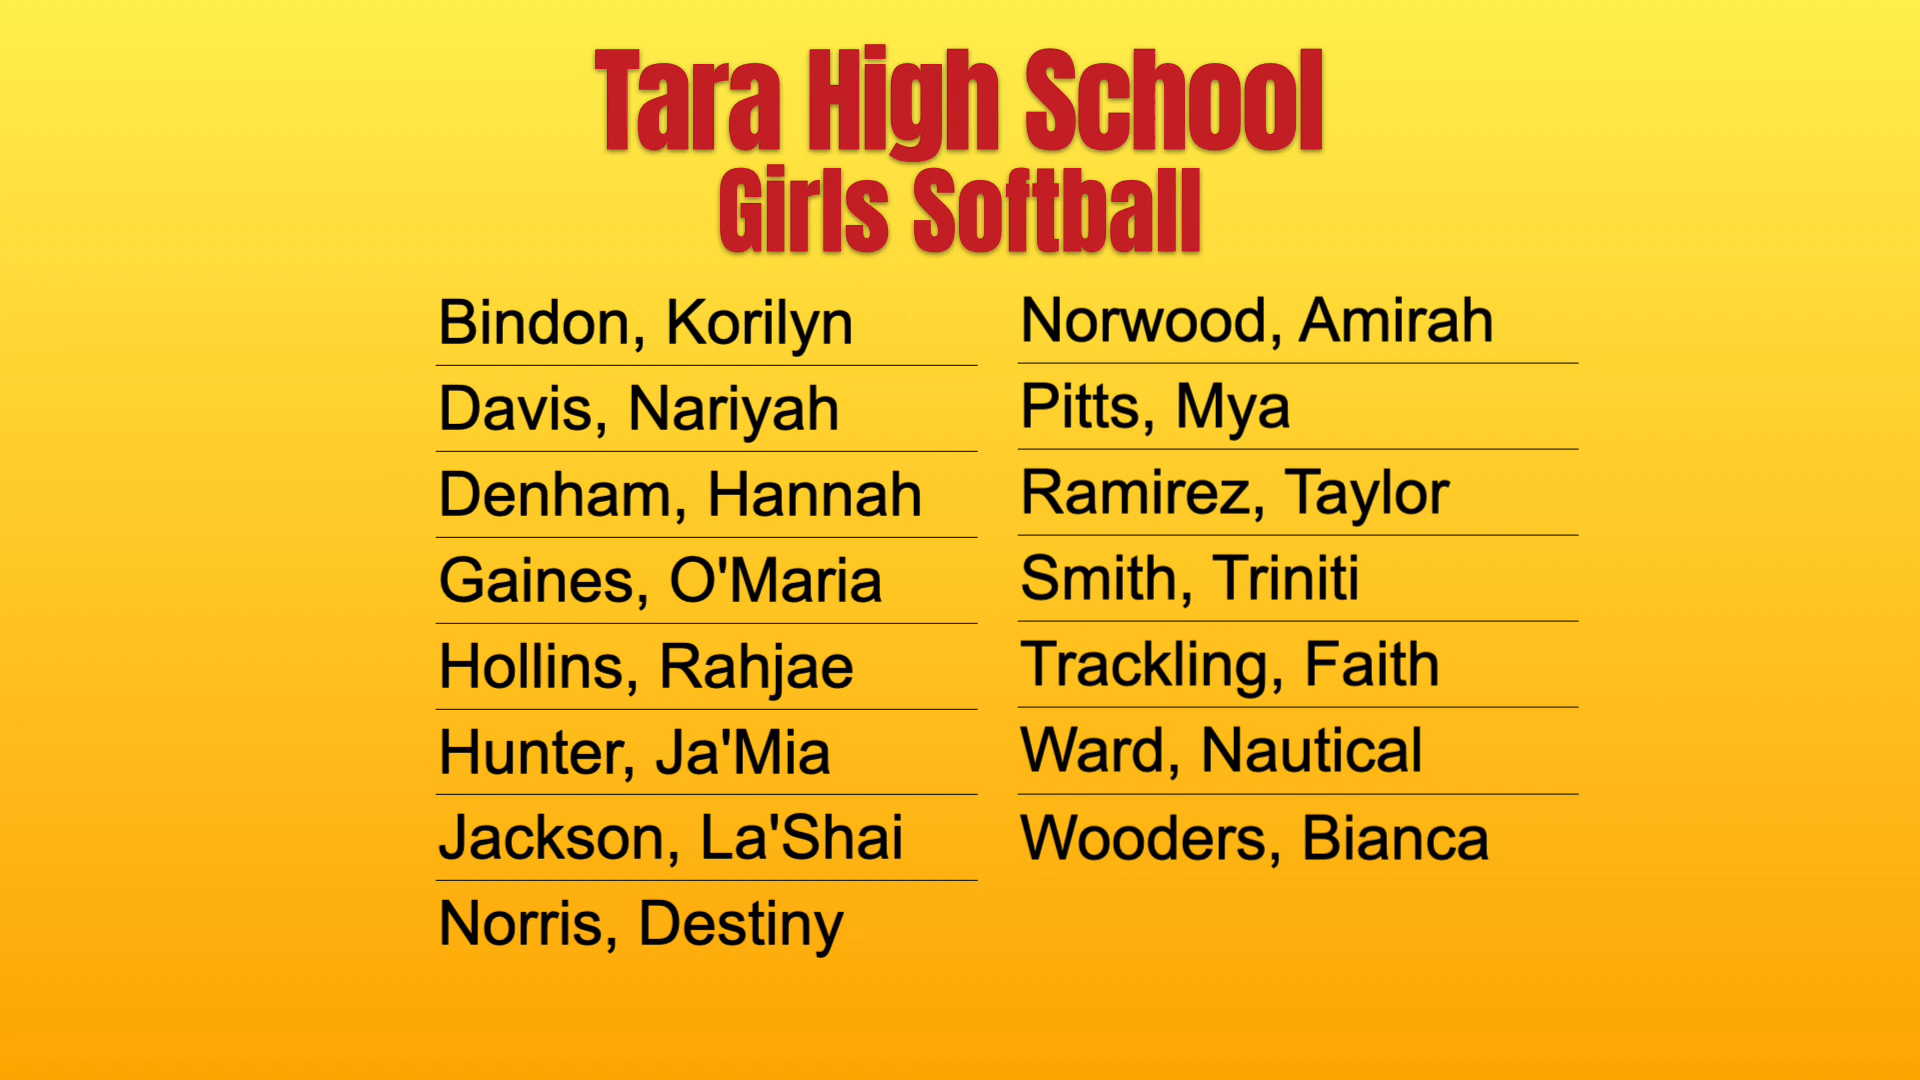 Tara High School
Girls Softball
Bindon, Korilyn
Davis, Nariyah
Denham, Hannah
Gaines, O'Maria
Hollins, Rahjae
Hunter, Ja'Mia
Jackson, La'Shai
Norris, Destiny
Norwood, Amirah
Pitts, Mya
Ramirez, Taylor
Smith, Triniti
Trackling, Faith
Ward, Nautical
Wooders, Bianca